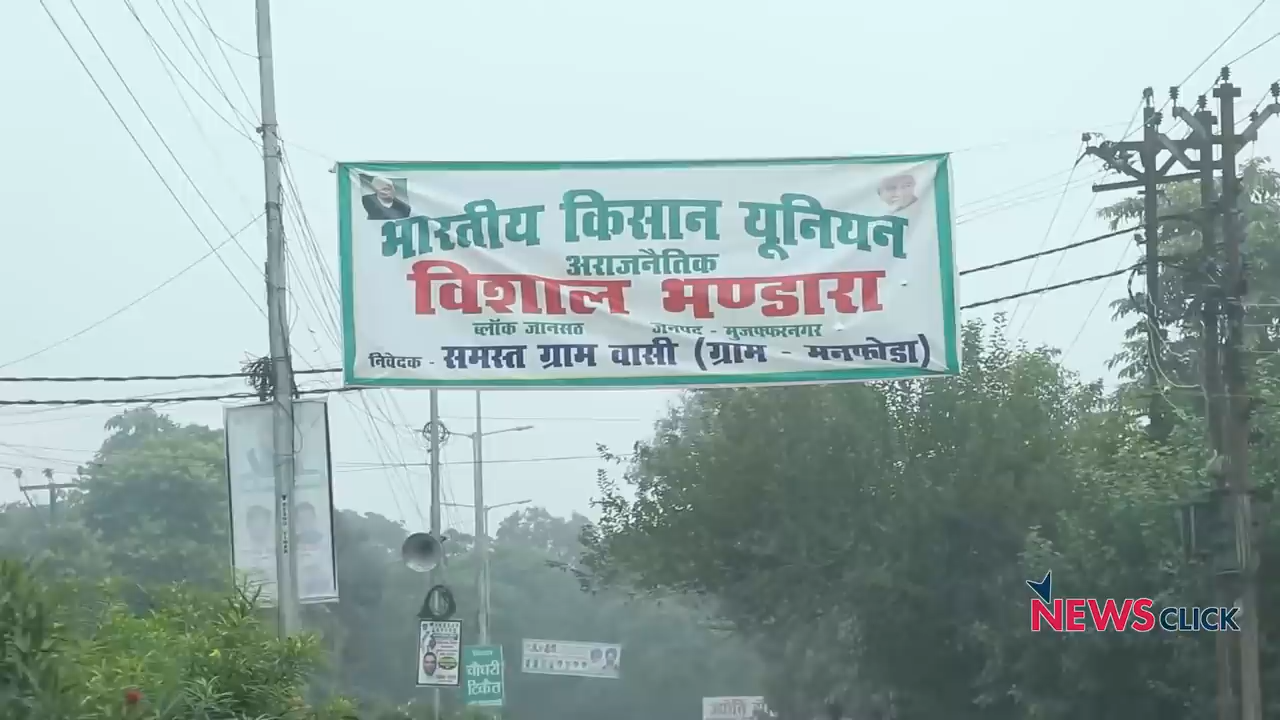 भारतीय किसान यूनियन
अराजनैतिक
विशाल भण्डारा
ब्लॉक जानसठ जनपद - मुजफ्फरनगर
निवेदक - समस्त ग्राम वासी (ग्राम - मनफोडा)
चौधरी
टिकैत
NEWSCLICK